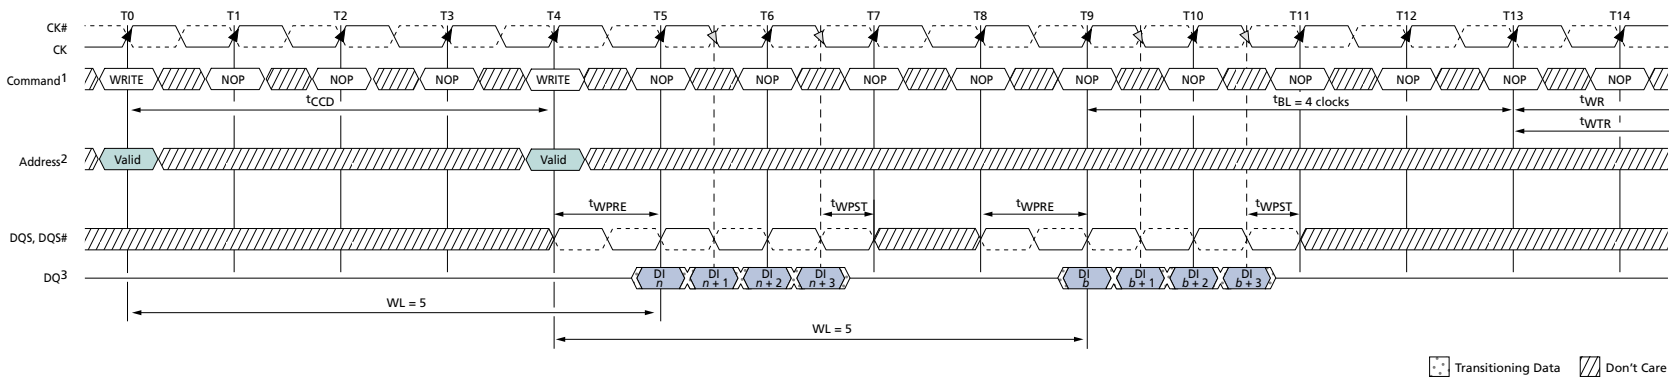 T0 T1 T2 T3 T4 T5 T6 T7 T8 T9 T10 T11 T12 T13 T14
CK#
CK
Command1 WRITE NOP NOP NOP WRITE NOP NOP NOP NOP NOP NOP NOP NOP NOP NOP
tCCD tBL = 4 clocks tWR
tWTR
Address2 Valid Valid
tWPRE tWPST tWPRE tWPST
DQS, DQS#
DQ3 DI n DI n + 1 DI n + 2 DI n + 3 DI b DI b + 1 DI b + 2 DI b + 3
WL = 5
WL = 5
Transitioning Data Don't Care